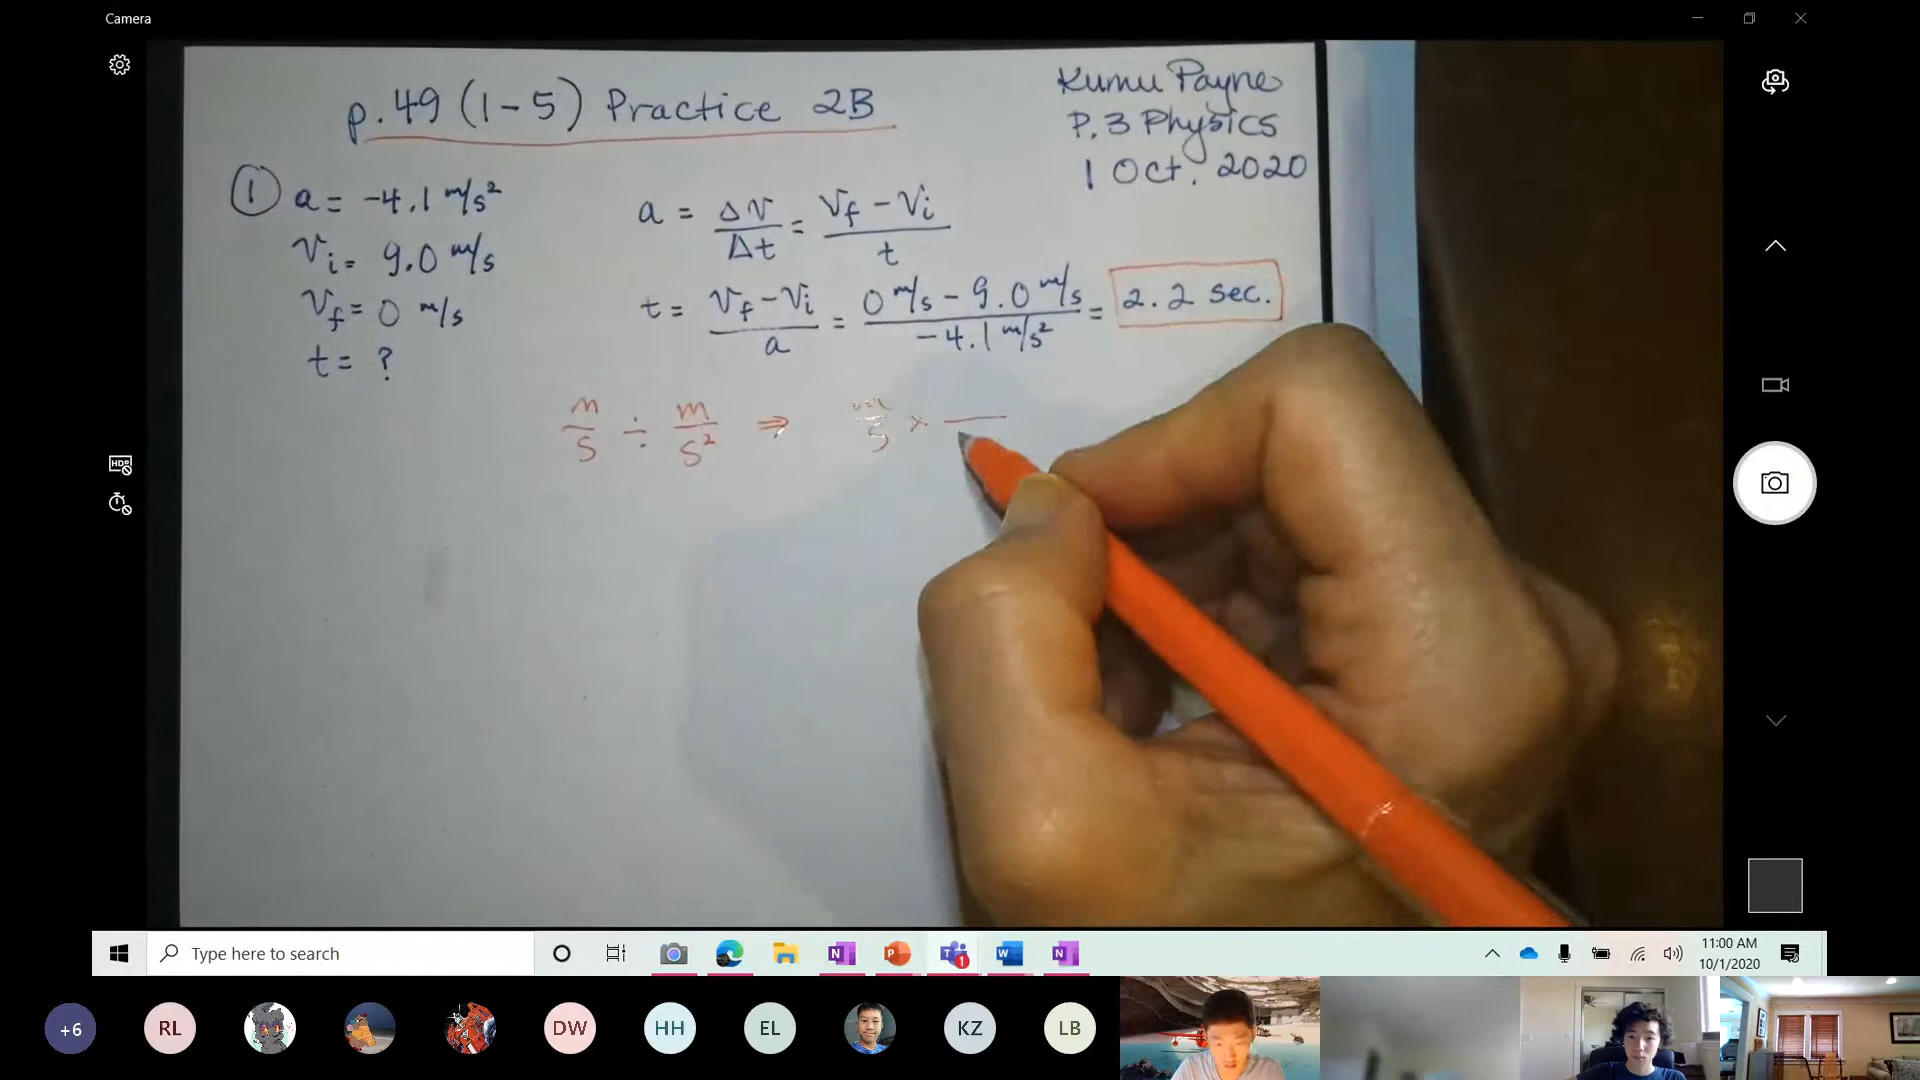 Camera
p.49 (1-5) Practice 2B
Kumu Payne
P.3 Physics
1 Oct. 2020
① a = -4.1 m/s²
Vi = 9.0 m/s
Vf = 0 m/s
t = ?
a = Δv/Δt = Vf - Vi/t
t = Vf - Vi/a = 0 m/s - 9.0 m/s/-4.1 m/s² = 2.2 sec.
m/s ÷ m/s² ⇒ m/s ×
HDR
Type here to search
N
P
1
W
N
11:00 AM
10/1/2020
+6
RL
DW
HH
EL
KZ
LB